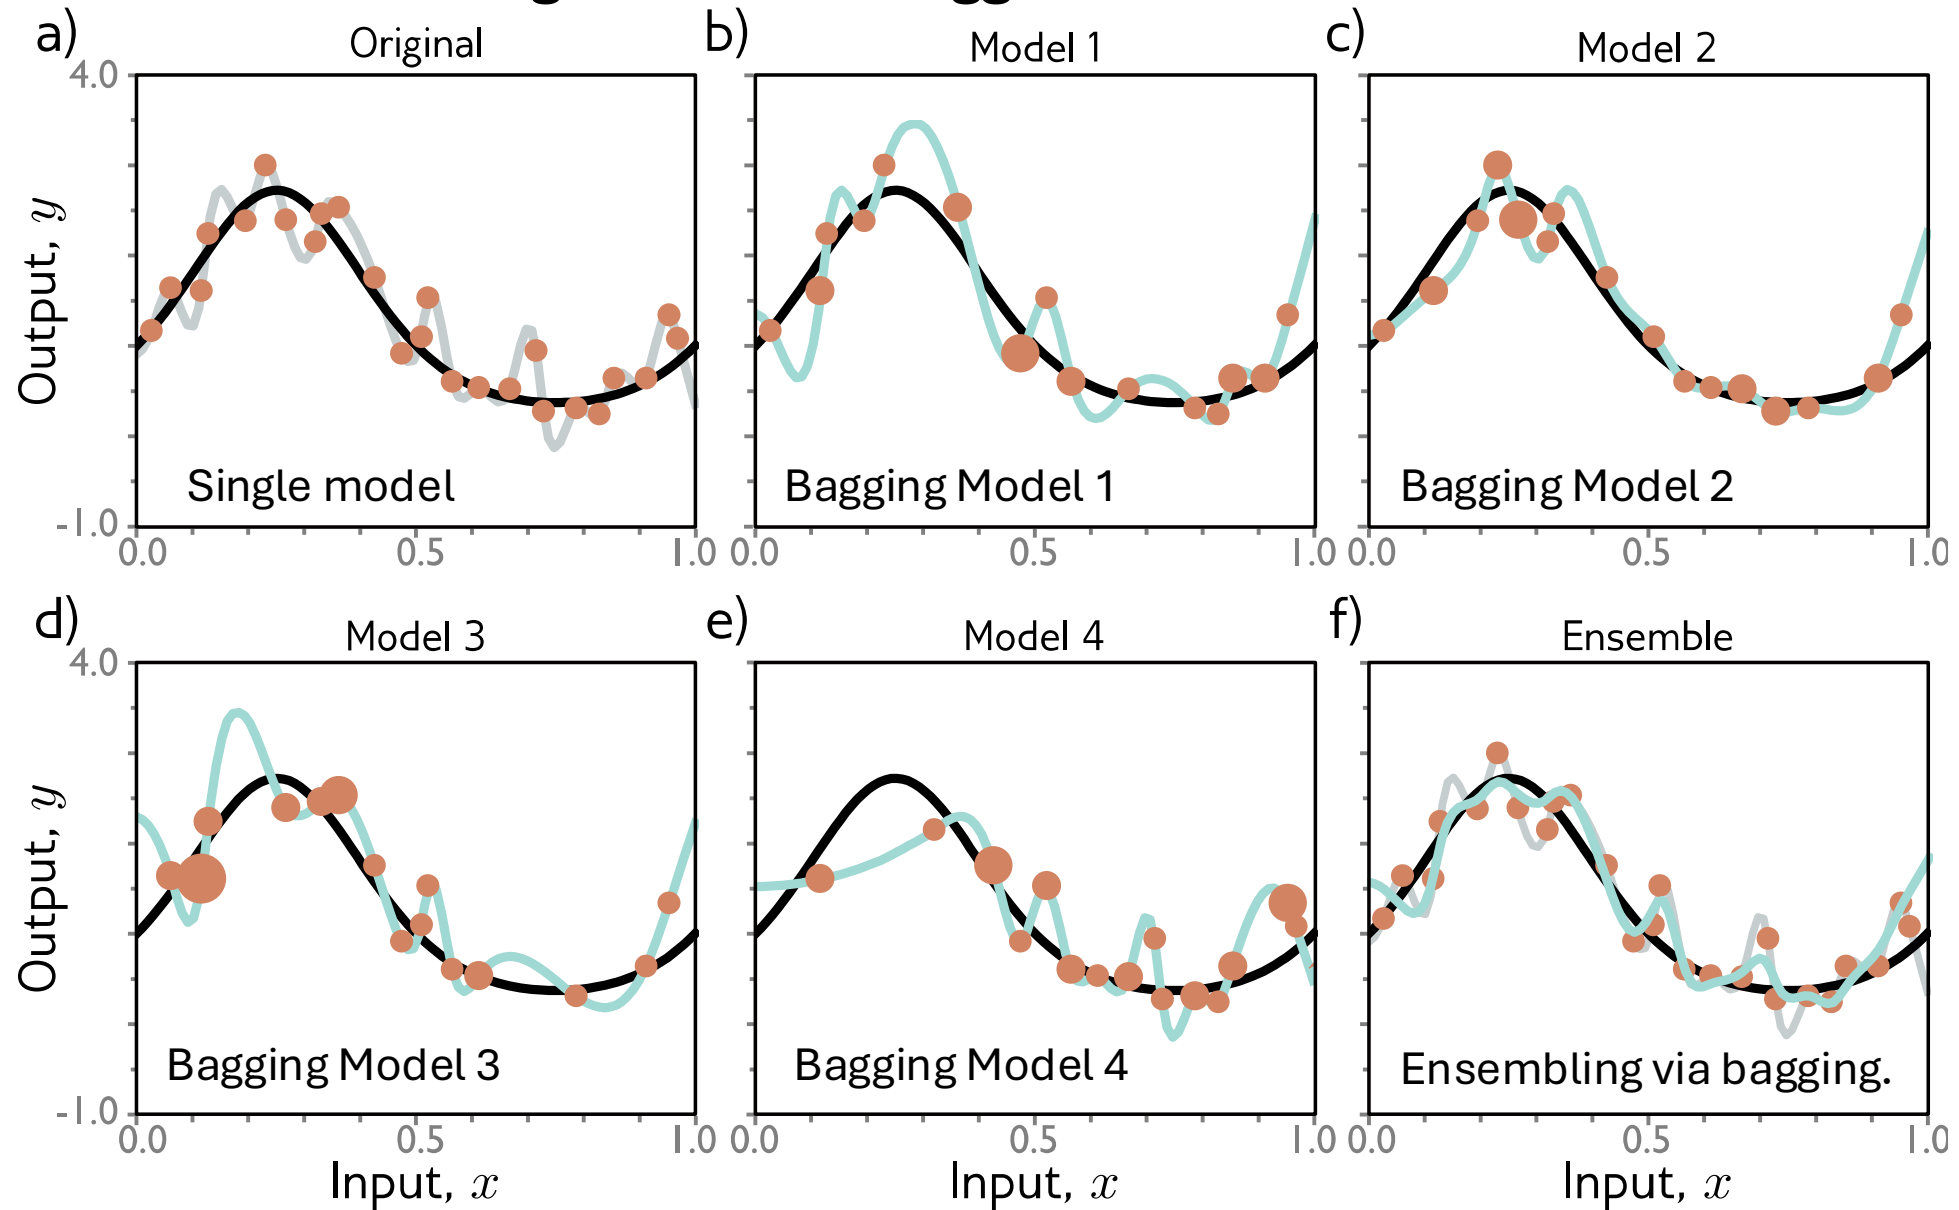 a)
Original
4.0
Output, y
Single model
-1.0
0.0 0.5 1.0
b)
Model 1
Bagging Model 1
0.0 0.5 1.0
c)
Model 2
Bagging Model 2
0.0 0.5 1.0
d)
Model 3
4.0
Output, y
Bagging Model 3
-1.0
0.0 0.5 1.0
Input, x
e)
Model 4
Bagging Model 4
0.0 0.5 1.0
Input, x
f)
Ensemble
Ensembling via bagging.
0.0 0.5 1.0
Input, x